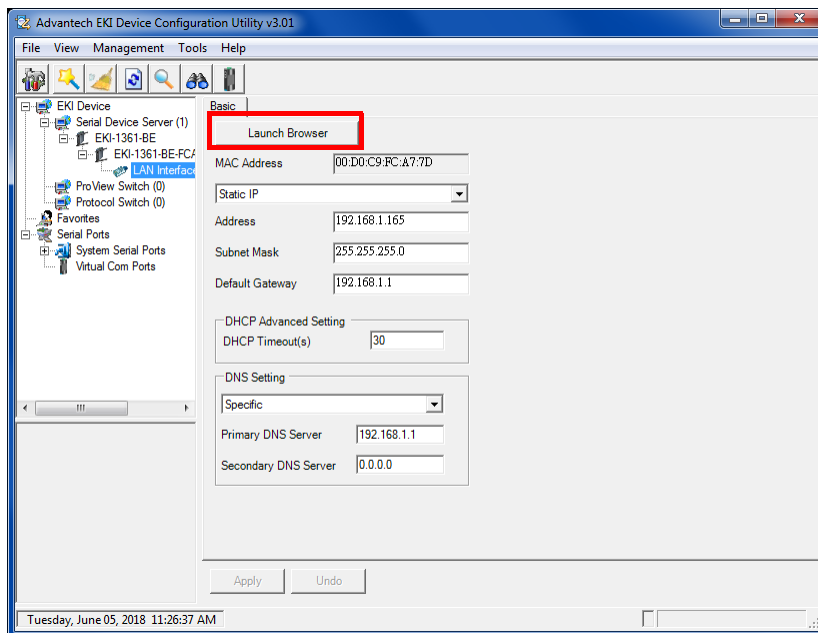 Advantech EKI Device Configuration Utility v3.01
File View Management Tools Help
EKI Device
Serial Device Server (1)
EKI-1361-BE
EKI-1361-BE-FCA
LAN Interface
ProView Switch (0)
Protocol Switch (0)
Favorites
Serial Ports
System Serial Ports
Virtual Com Ports
Basic
Launch Browser
MAC Address 00:D0:C9:FC:A7:7D
Static IP
Address 192.168.1.165
Subnet Mask 255.255.255.0
Default Gateway 192.168.1.1
DHCP Advanced Setting
DHCP Timeout(s) 30
DNS Setting
Specific
Primary DNS Server 192.168.1.1
Secondary DNS Server 0.0.0.0
Apply Undo
Tuesday, June 05, 2018 11:26:37 AM